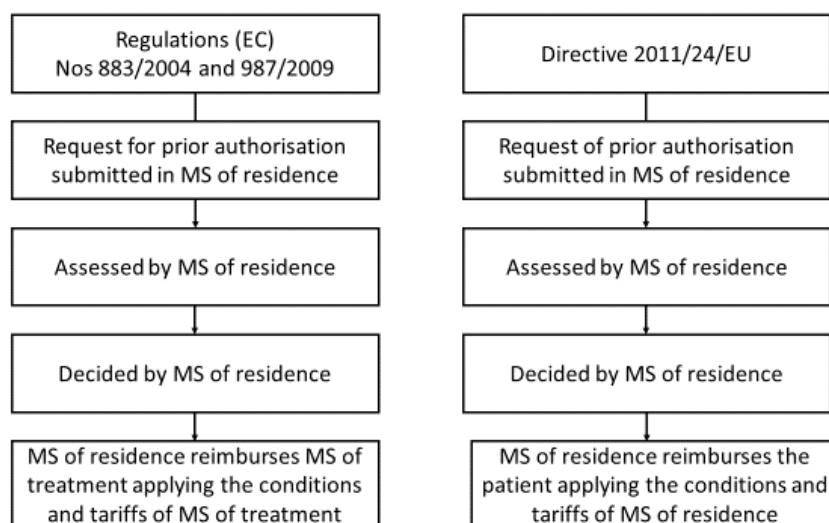 Regulations (EC)
Nos 883/2004 and 987/2009
Request for prior authorisation
submitted in MS of residence
Assessed by MS of residence
Decided by MS of residence
MS of residence reimburses MS of
treatment applying the conditions
and tariffs of MS of treatment
Directive 2011/24/EU
Request of prior authorisation
submitted in MS of residence
Assessed by MS of residence
Decided by MS of residence
MS of residence reimburses the
patient applying the conditions and
tariffs of MS of residence